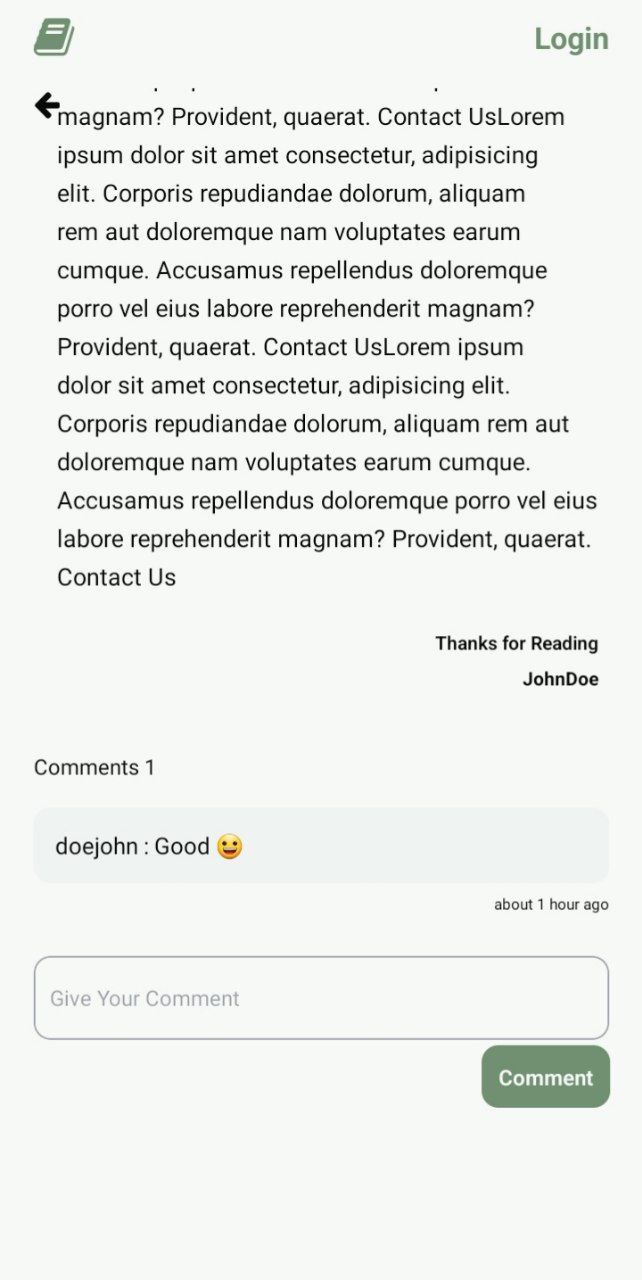 Login
magnam? Provident, quaerat. Contact UsLorem
ipsum dolor sit amet consectetur, adipisicing
elit. Corporis repudiandae dolorum, aliquam
rem aut doloremque nam voluptates earum
cumque. Accusamus repellendus doloremque
porro vel eius labore reprehenderit magnam?
Provident, quaerat. Contact UsLorem ipsum
dolor sit amet consectetur, adipisicing elit.
Corporis repudiandae dolorum, aliquam rem aut
doloremque nam voluptates earum cumque.
Accusamus repellendus doloremque porro vel eius
labore reprehenderit magnam? Provident, quaerat.
Contact Us
Thanks for Reading
JohnDoe
Comments 1
doejohn : Good 😀
about 1 hour ago
Give Your Comment
Comment